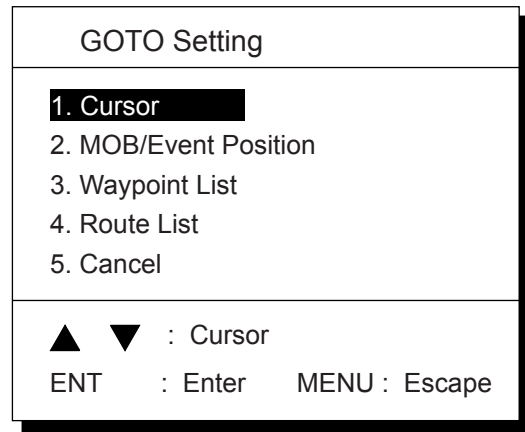 GOTO Setting
1. Cursor
2. MOB/Event Position
3. Waypoint List
4. Route List
5. Cancel
▲ ▼ : Cursor
ENT : Enter MENU : Escape